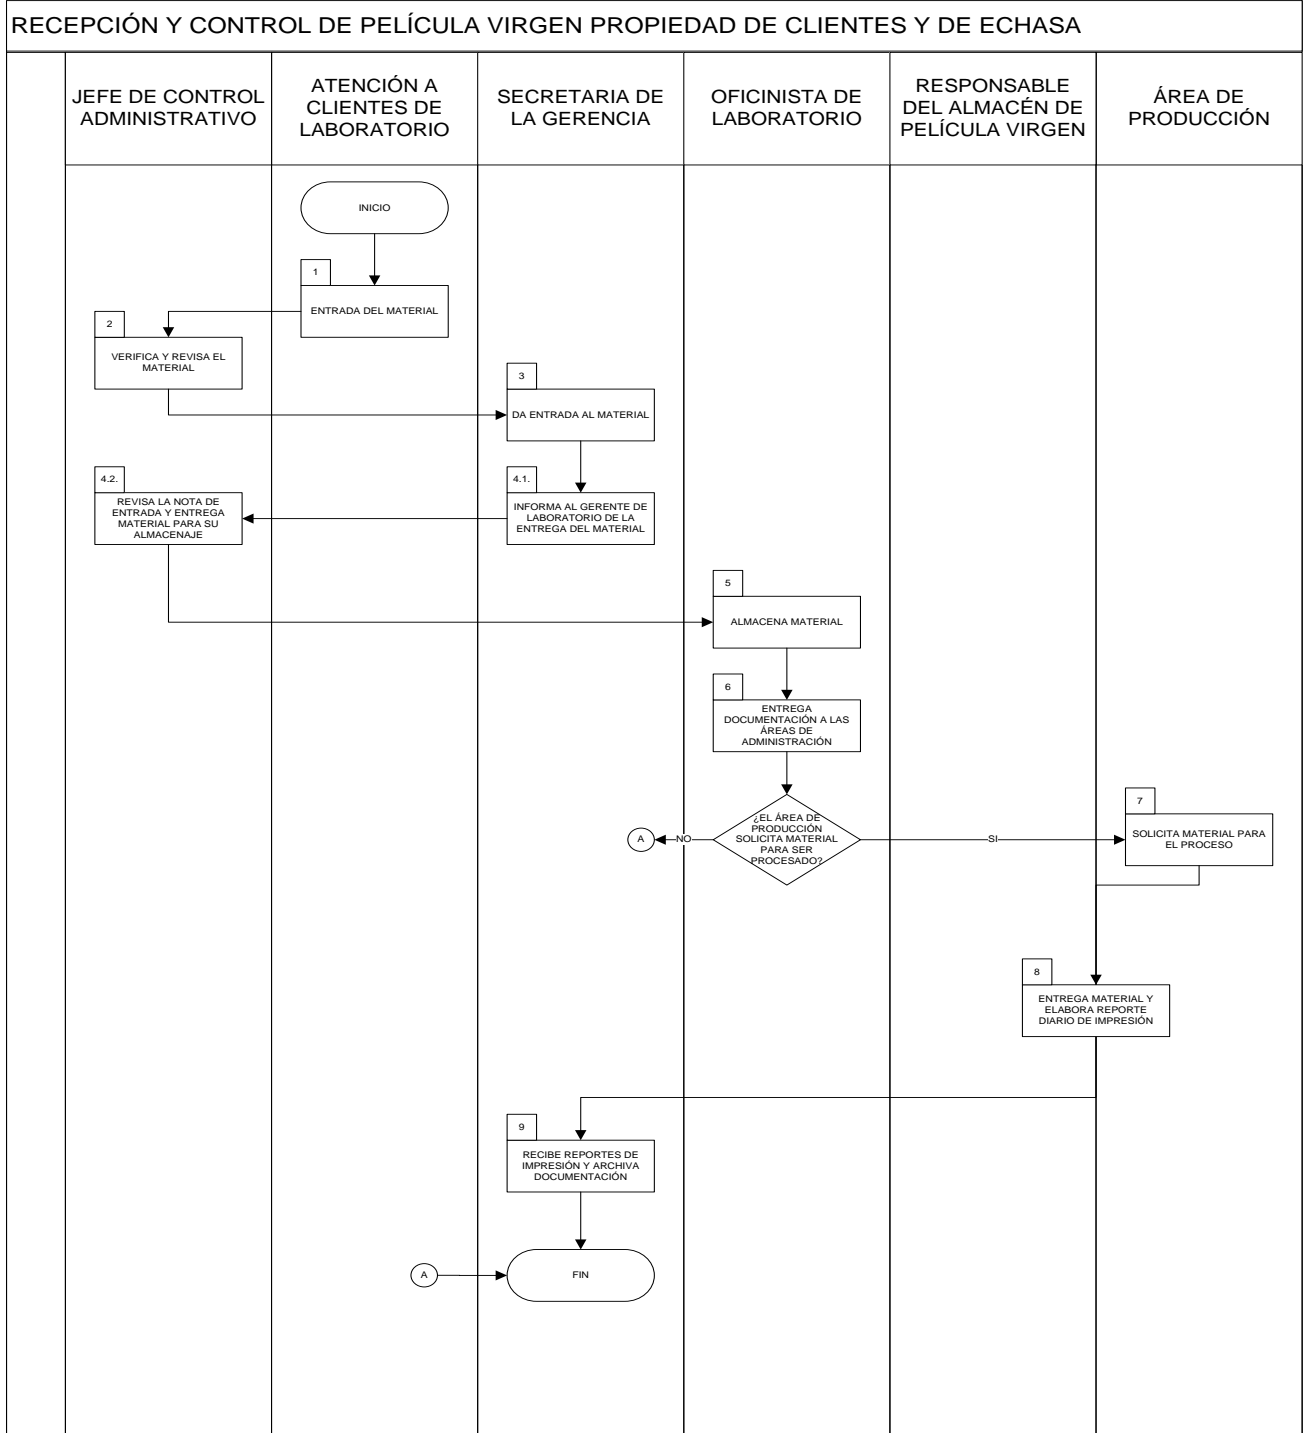 RECEPCIÓN Y CONTROL DE PELÍCULA VIRGEN PROPIEDAD DE CLIENTES Y DE ECHASA
JEFE DE CONTROL
ADMINISTRATIVO
ATENCIÓN A
CLIENTES DE
LABORATORIO
SECRETARIA DE
LA GERENCIA
OFICINISTA DE
LABORATORIO
RESPONSABLE
DEL ALMACÉN DE
PELÍCULA VIRGEN
ÁREA DE
PRODUCCIÓN
INICIO
1
ENTRADA DEL MATERIAL
2
VERIFICA Y REVISA EL
MATERIAL
3
DA ENTRADA AL MATERIAL
4.2.
REVISA LA NOTA DE
ENTRADA Y ENTREGA
MATERIAL PARA SU
ALMACENAJE
4.1.
INFORMA AL GERENTE DE
LABORATORIO DE LA
ENTREGA DEL MATERIAL
5
ALMACENA MATERIAL
6
ENTREGA
DOCUMENTACIÓN A LAS
ÁREAS DE
ADMINISTRACIÓN
¿EL ÁREA DE
PRODUCCIÓN
SOLICITA MATERIAL
PARA SER
PROCESADO?
A
NO
SI
7
SOLICITA MATERIAL PARA
EL PROCESO
8
ENTREGA MATERIAL Y
ELABORA REPORTE
DIARIO DE IMPRESIÓN
9
RECIBE REPORTES DE
IMPRESIÓN Y ARCHIVA
DOCUMENTACIÓN
A
FIN